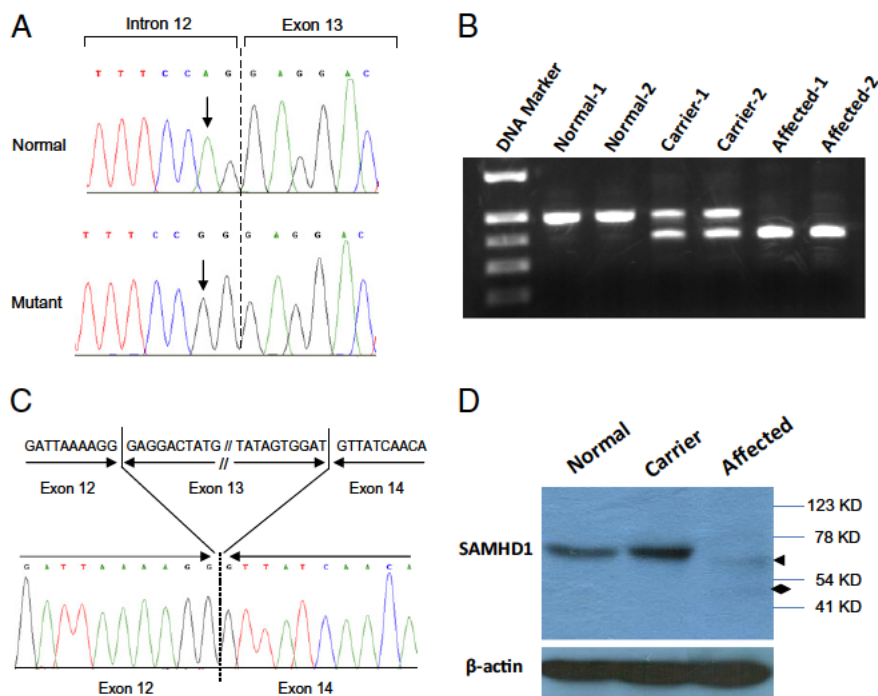 A
Intron 12 Exon 13
T T T C C A G G A G G A C
Normal
T T T C C G G G A G G A C
Mutant
B
DNA Marker
Normal-1
Normal-2
Carrier-1
Carrier-2
Affected-1
Affected-2
C
GATTAAAAGG GAGGACTATG // TATAGTGGAT GTTATCAACA
//
Exon 12 Exon 13 Exon 14
G A T T A A A A G G G T T A T C A A C A
Exon 12 Exon 14
D
Normal Carrier Affected
SAMHD1
123 KD
78 KD
54 KD
41 KD
β-actin